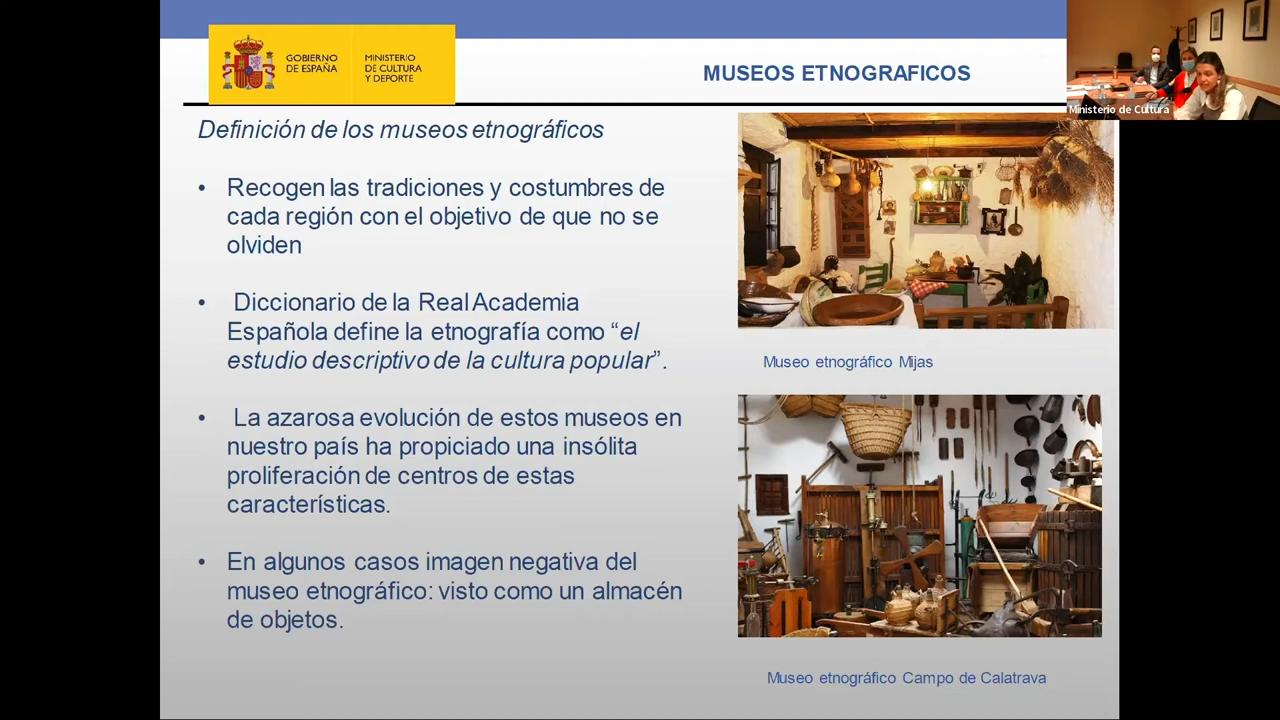 GOBIERNO
DE ESPAÑA
MINISTERIO
DE CULTURA
Y DEPORTE
MUSEOS ETNOGRAFICOS
Ministerio de Cultura
Definición de los museos etnográficos
• Recogen las tradiciones y costumbres de
cada región con el objetivo de que no se
olviden
• Diccionario de la Real Academia
Española define la etnografía como “el
estudio descriptivo de la cultura popular”.
• La azarosa evolución de estos museos en
nuestro país ha propiciado una insólita
proliferación de centros de estas
características.
• En algunos casos imagen negativa del
museo etnográfico: visto como un almacén
de objetos.
Museo etnográfico Mijas
Museo etnográfico Campo de Calatrava